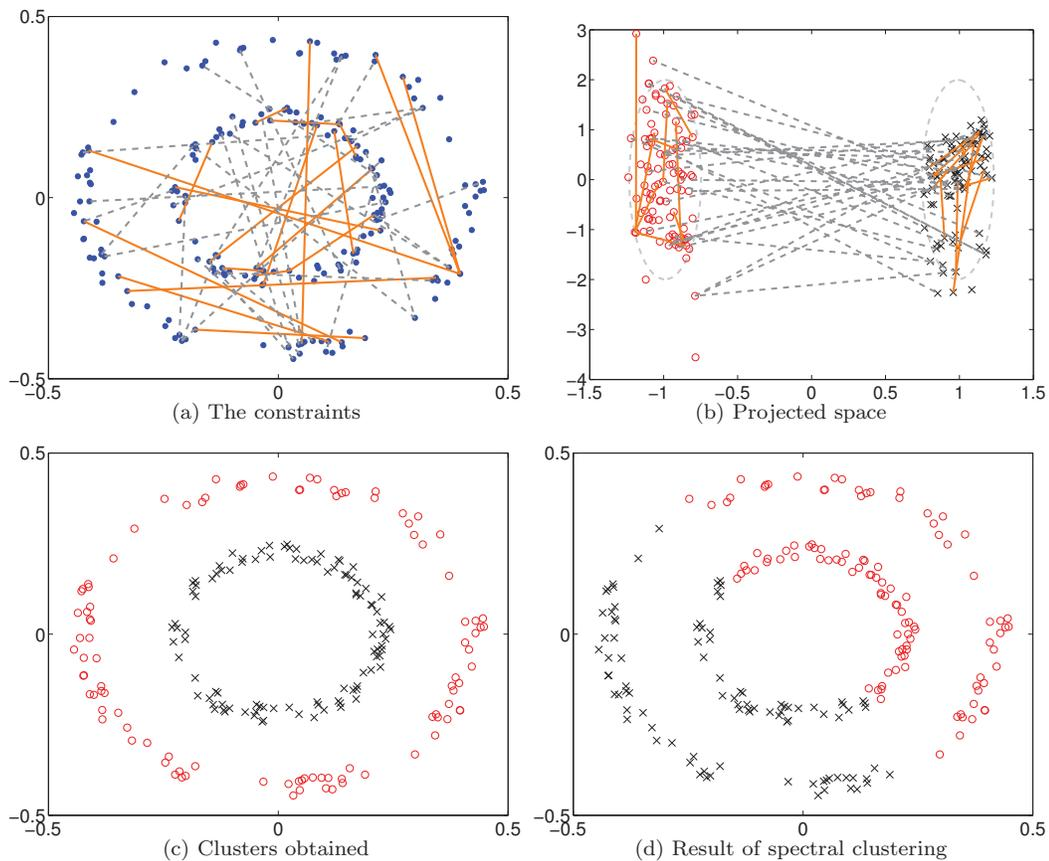 0.5
0
−0.5
−0.5 0 0.5
(a) The constraints
3
2
1
0
−1
−2
−3
−4
−1.5 −1 −0.5 0 0.5 1 1.5
(b) Projected space
0.5
0
−0.5
−0.5 0 0.5
(c) Clusters obtained
0.5
0
−0.5
−0.5 0 0.5
(d) Result of spectral clustering